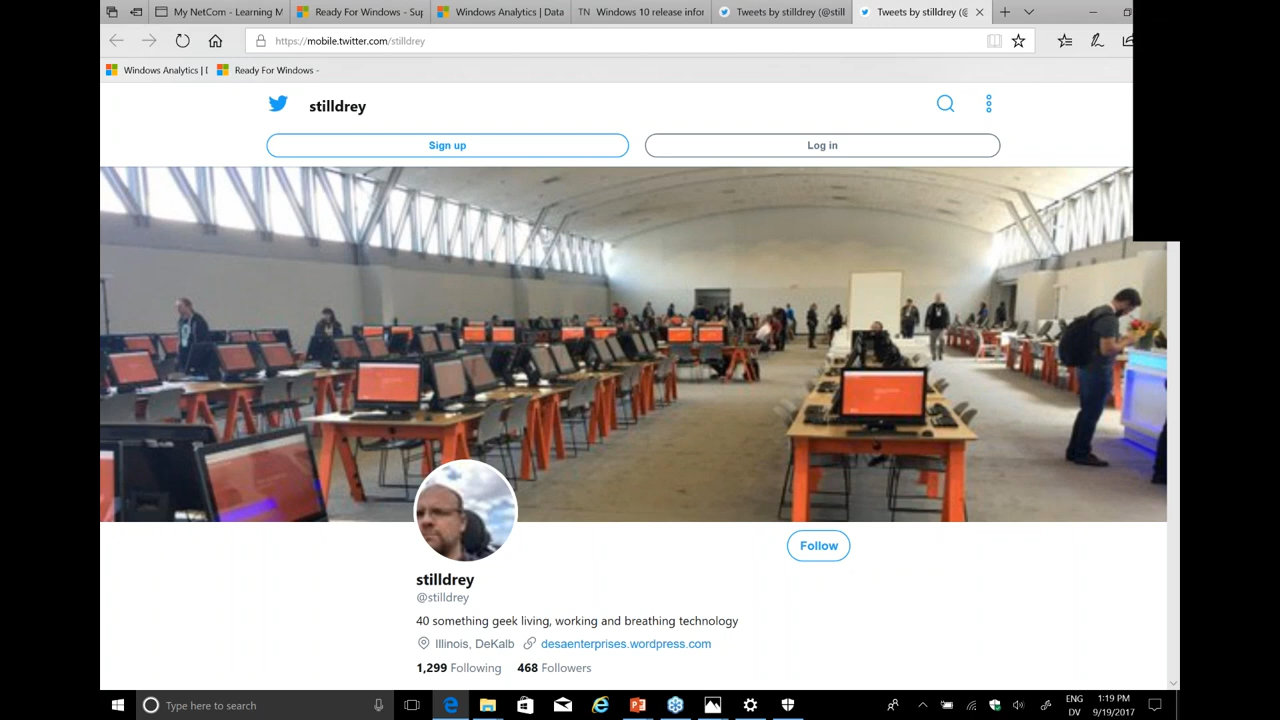 My NetCom - Learning M
Ready For Windows - Sup
Windows Analytics | Data
TN Windows 10 release infor
Tweets by stilldrey (@still
Tweets by stilldrey (@
https://mobile.twitter.com/stilldrey
Windows Analytics | [
Ready For Windows -
stilldrey
Sign up
Log in
Follow
stilldrey
@stilldrey
40 something geek living, working and breathing technology
Illinois, DeKalb desaenterprises.wordpress.com
1,299 Following 468 Followers
Type here to search
ENG
DV
1:19 PM
9/19/2017